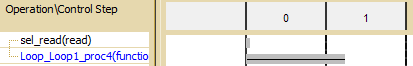 Operation\Control Step
0 1
sel_read(read)
Loop_Loop1_proc4(functio